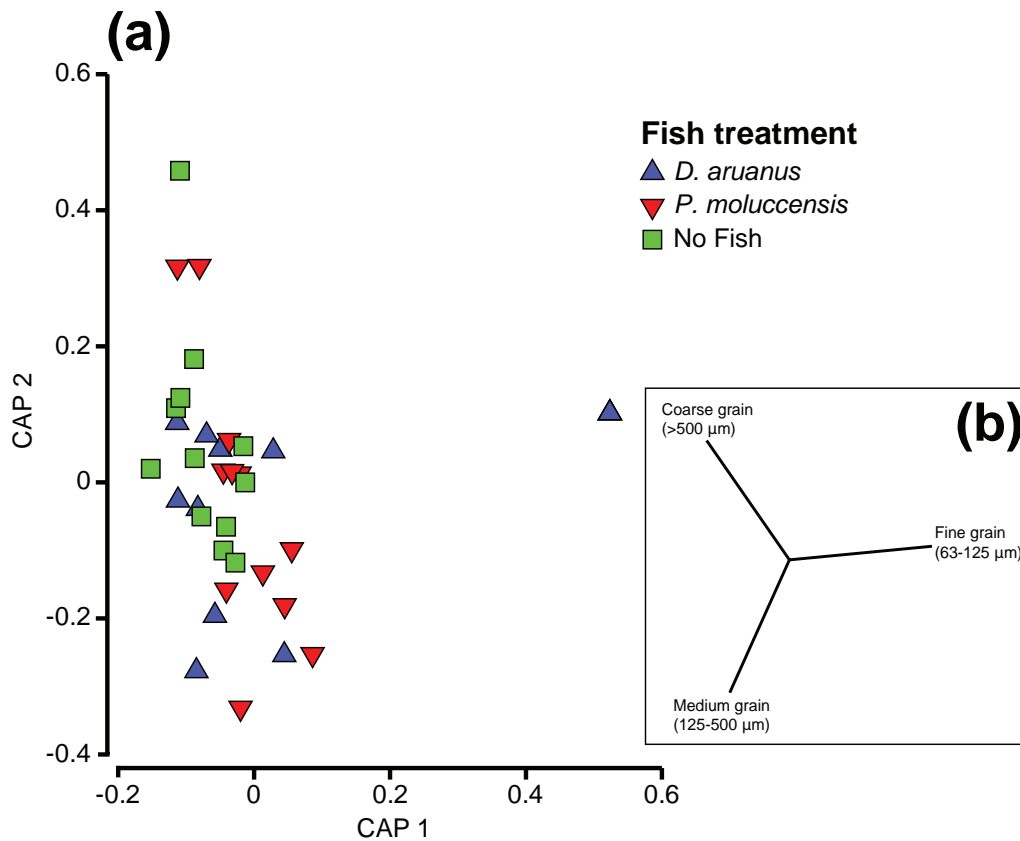 (a)
0.6
0.4
0.2
0
-0.2
-0.4
CAP 2
-0.2
0
0.2
0.4
0.6
CAP 1
Fish treatment
D. aruanus
P. moluccensis
No Fish
(b)
Coarse grain
(>500 µm)
Fine grain
(63-125 µm)
Medium grain
(125-500 µm)